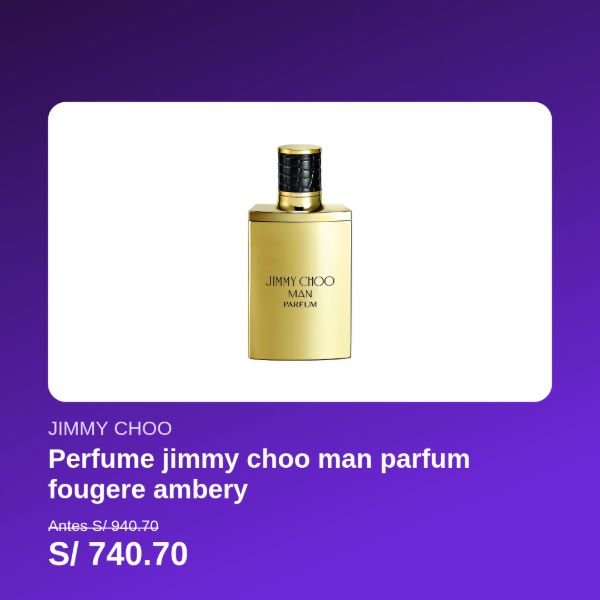 JIMMY CHOO
MAN
PARFUM
JIMMY CHOO
Perfume jimmy choo man parfum
fougere ambery
Antes S/ 940.70
S/ 740.70